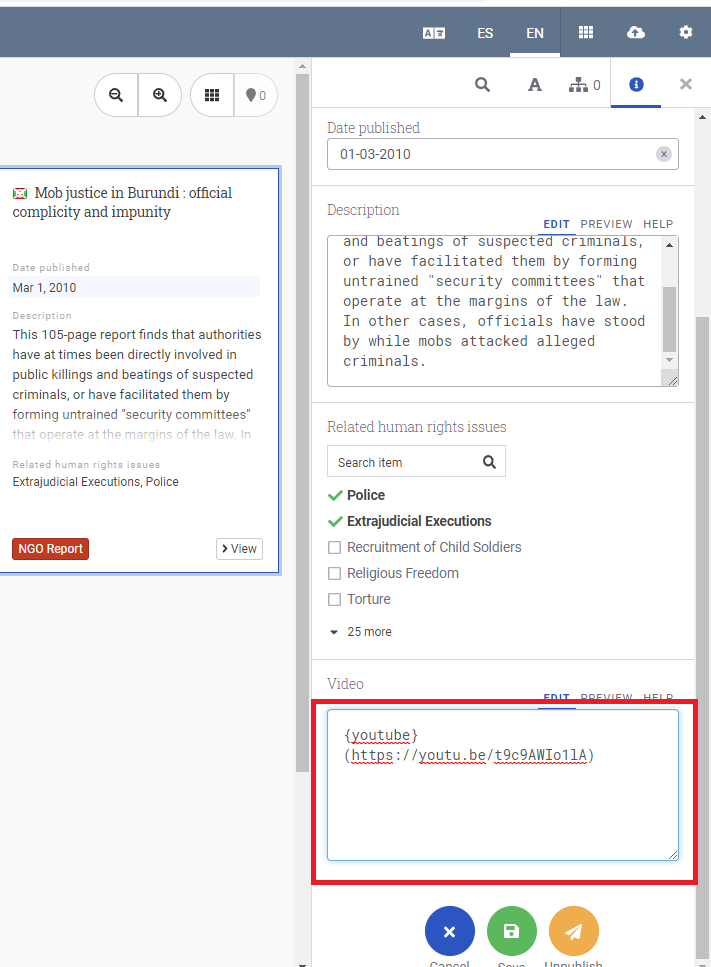 ES
EN
0
0
Mob justice in Burundi : official
complicity and impunity
Date published
Mar 1, 2010
Description
This 105-page report finds that authorities
have at times been directly involved in
public killings and beatings of suspected
criminals, or have facilitated them by
forming untrained "security committees"
that operate at the margins of the law. In
Related human rights issues
Extrajudicial Executions, Police
NGO Report
View
Date published
01-03-2010
Description
EDIT PREVIEW HELP
and beatings of suspected criminals,
or have facilitated them by forming
untrained "security committees" that
operate at the margins of the law.
In other cases, officials have stood
by while mobs attacked alleged
criminals.
Related human rights issues
Search item
Police
Extrajudicial Executions
Recruitment of Child Soldiers
Religious Freedom
Torture
25 more
Video
EDIT PREVIEW HELP
{youtube}
(https://youtu.be/t9c9AWIo1lA)
Cancel Save Unpublish